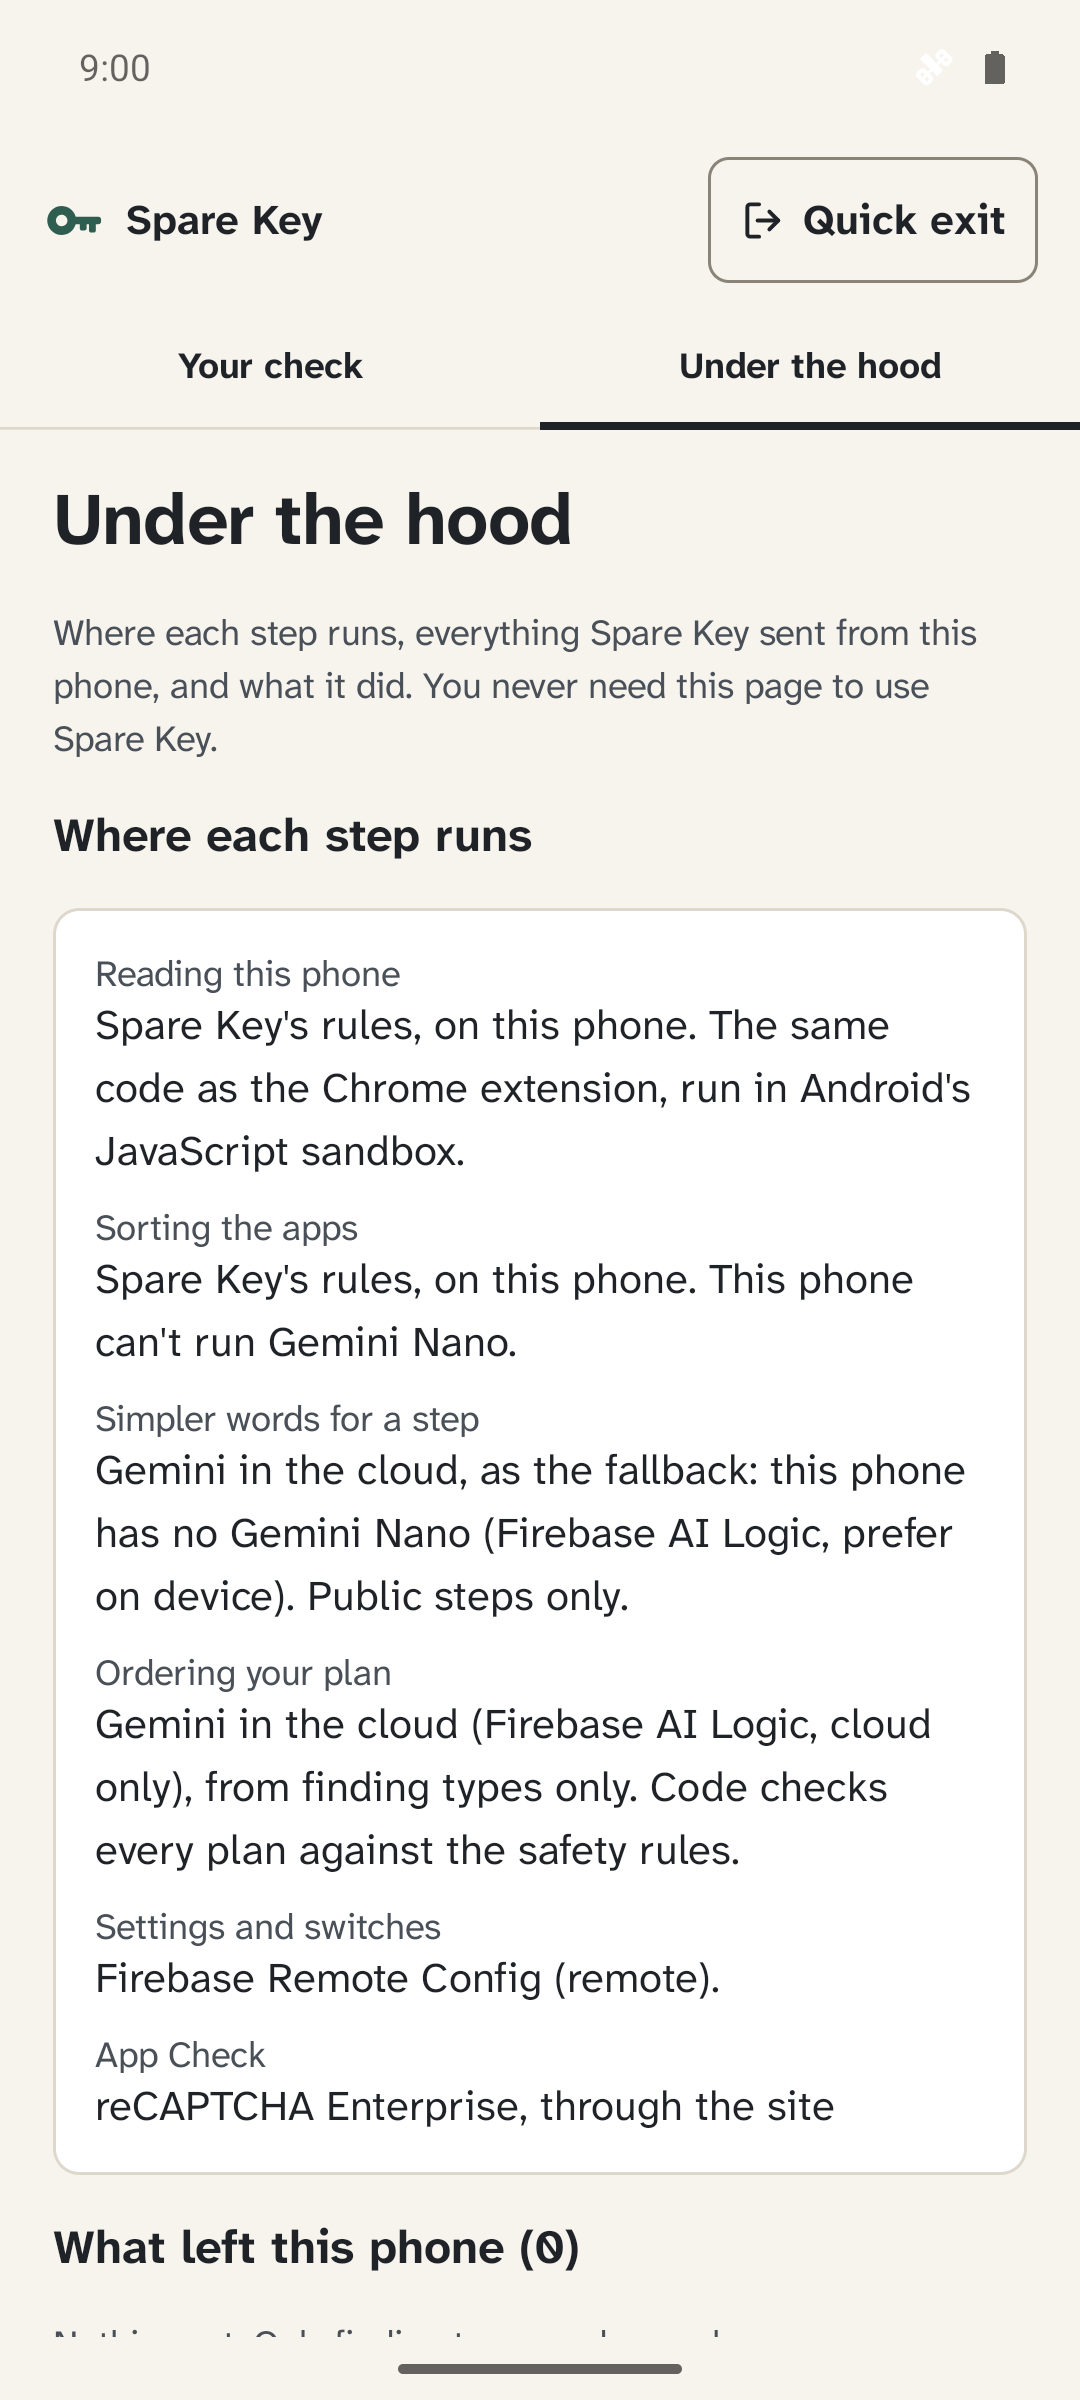 9:00
Spare Key
Quick exit
Your check
Under the hood
Under the hood
Where each step runs, everything Spare Key sent from this
phone, and what it did. You never need this page to use
Spare Key.
Where each step runs
Reading this phone
Spare Key's rules, on this phone. The same
code as the Chrome extension, run in Android's
JavaScript sandbox.
Sorting the apps
Spare Key's rules, on this phone. This phone
can't run Gemini Nano.
Simpler words for a step
Gemini in the cloud, as the fallback: this phone
has no Gemini Nano (Firebase AI Logic, prefer
on device). Public steps only.
Ordering your plan
Gemini in the cloud (Firebase AI Logic, cloud
only), from finding types only. Code checks
every plan against the safety rules.
Settings and switches
Firebase Remote Config (remote).
App Check
reCAPTCHA Enterprise, through the site
What left this phone (0)